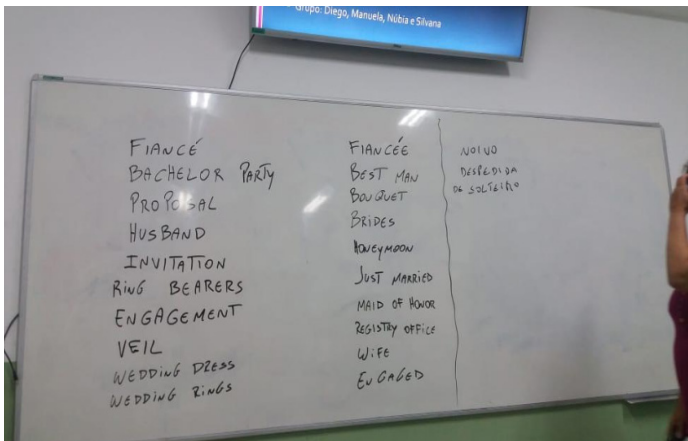 Grupo: Diego, Manuela, Núbia e Silvana
FIANCÉ
BACHELOR PARTY
PROPOSAL
HUSBAND
INVITATION
RING BEARERS
ENGAGEMENT
VEIL
WEDDING DRESS
WEDDING RINGS
FIANCÉE
BEST MAN
BOUQUET
BRIDES
HONEYMOON
JUST MARRIED
MAID OF HONOR
REGISTRY OFFICE
WIFE
ENGAGED
NOIVO
DESPEDIDA
DE SOLTEIRO